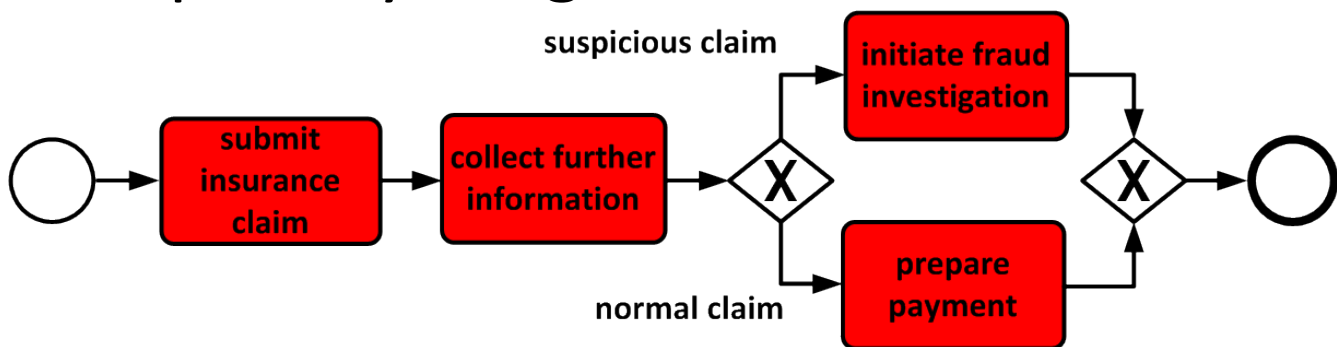 suspicious claim
initiate fraud
investigation
submit
insurance
claim
collect further
information
X
X
normal claim
prepare
payment